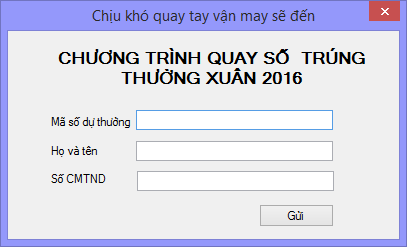 Chịu khó quay tay vận may sẽ đến
CHƯƠNG TRÌNH QUAY SỐ TRÚNG
THƯỞNG XUÂN 2016
Mã số dự thưởng
Họ và tên
Số CMTND
Gửi